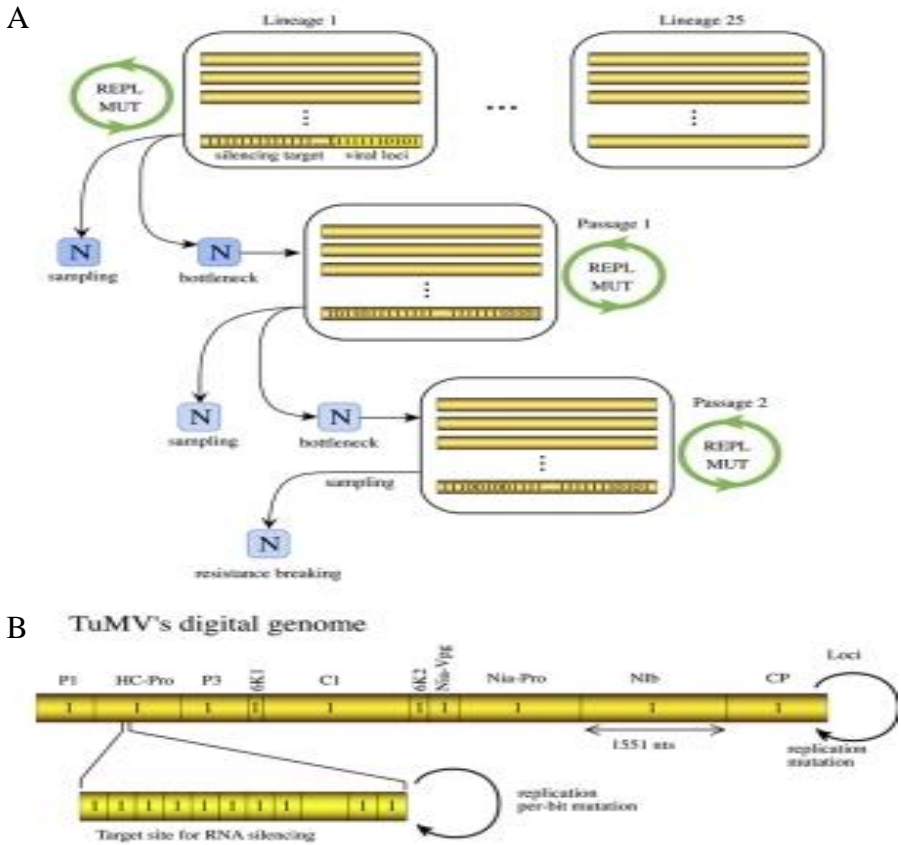 A
Lineage 1
Lineage 25
REPL
MUT
...
silencing target
viral loci
N
sampling
N
bottleneck
Passage 1
REPL
MUT
N
sampling
N
bottleneck
Passage 2
REPL
MUT
sampling
N
resistance breaking
B
TuMV's digital genome
P1
HC-Pro
P3
6K1
C1
6K2
Nia-Vpg
Nia-Pro
NIb
CP
Loci
1 1 1 1 1 1 1 1 1 1
1551 nts
replication
mutation
1 1 1 1 1 1 1 1 1 1 1
replication
per-bit mutation
Target site for RNA silencing